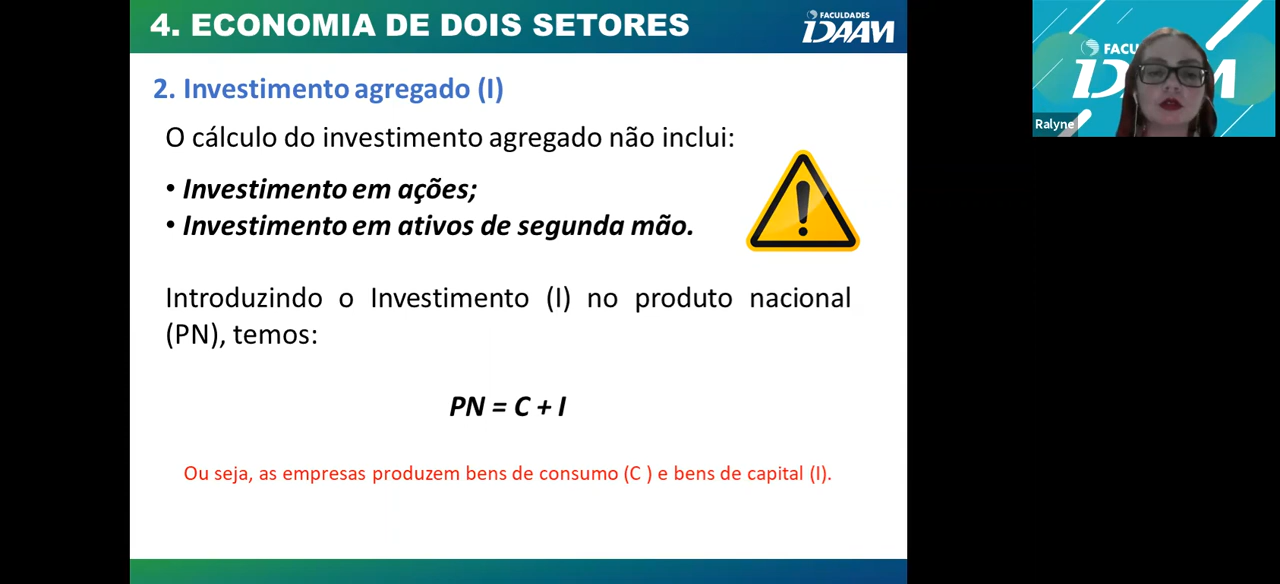 4. ECONOMIA DE DOIS SETORES
FACULDADES
IDAAM
2. Investimento agregado (I)
O cálculo do investimento agregado não inclui:
• Investimento em ações;
• Investimento em ativos de segunda mão.
Introduzindo o Investimento (I) no produto nacional
(PN), temos:
PN = C + I
Ou seja, as empresas produzem bens de consumo (C ) e bens de capital (I).
FACU
Ralyne